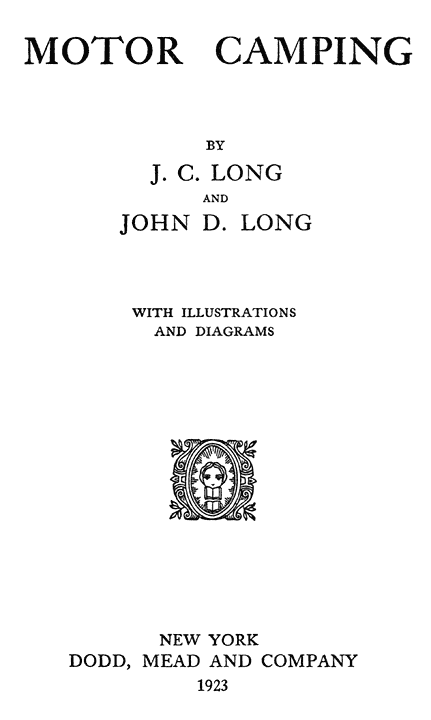 MOTOR CAMPING
BY
J. C. LONG
AND
JOHN D. LONG
WITH ILLUSTRATIONS
AND DIAGRAMS
NEW YORK
DODD, MEAD AND COMPANY
1923